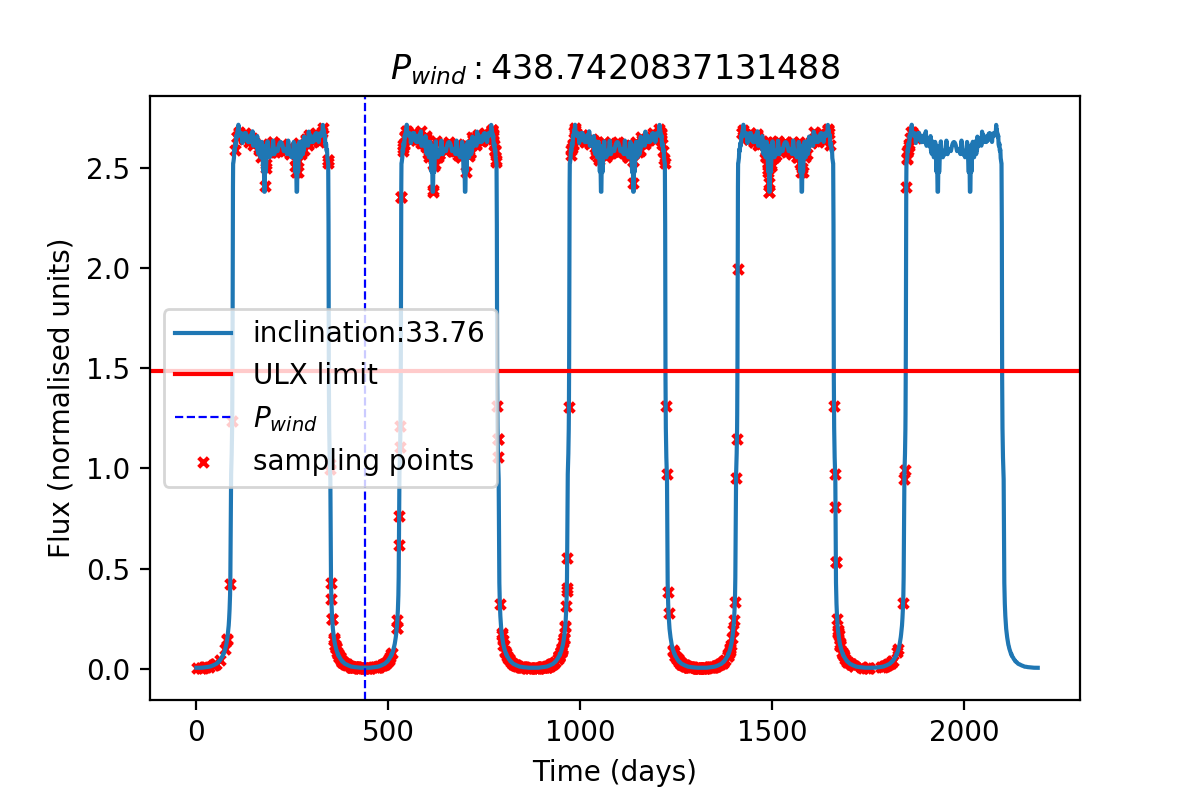 P_wind : 438.7420837131488
Flux (normalised units)
2.5
2.0
1.5
1.0
0.5
0.0
inclination:33.76
ULX limit
P_wind
sampling points
0 500 1000 1500 2000
Time (days)